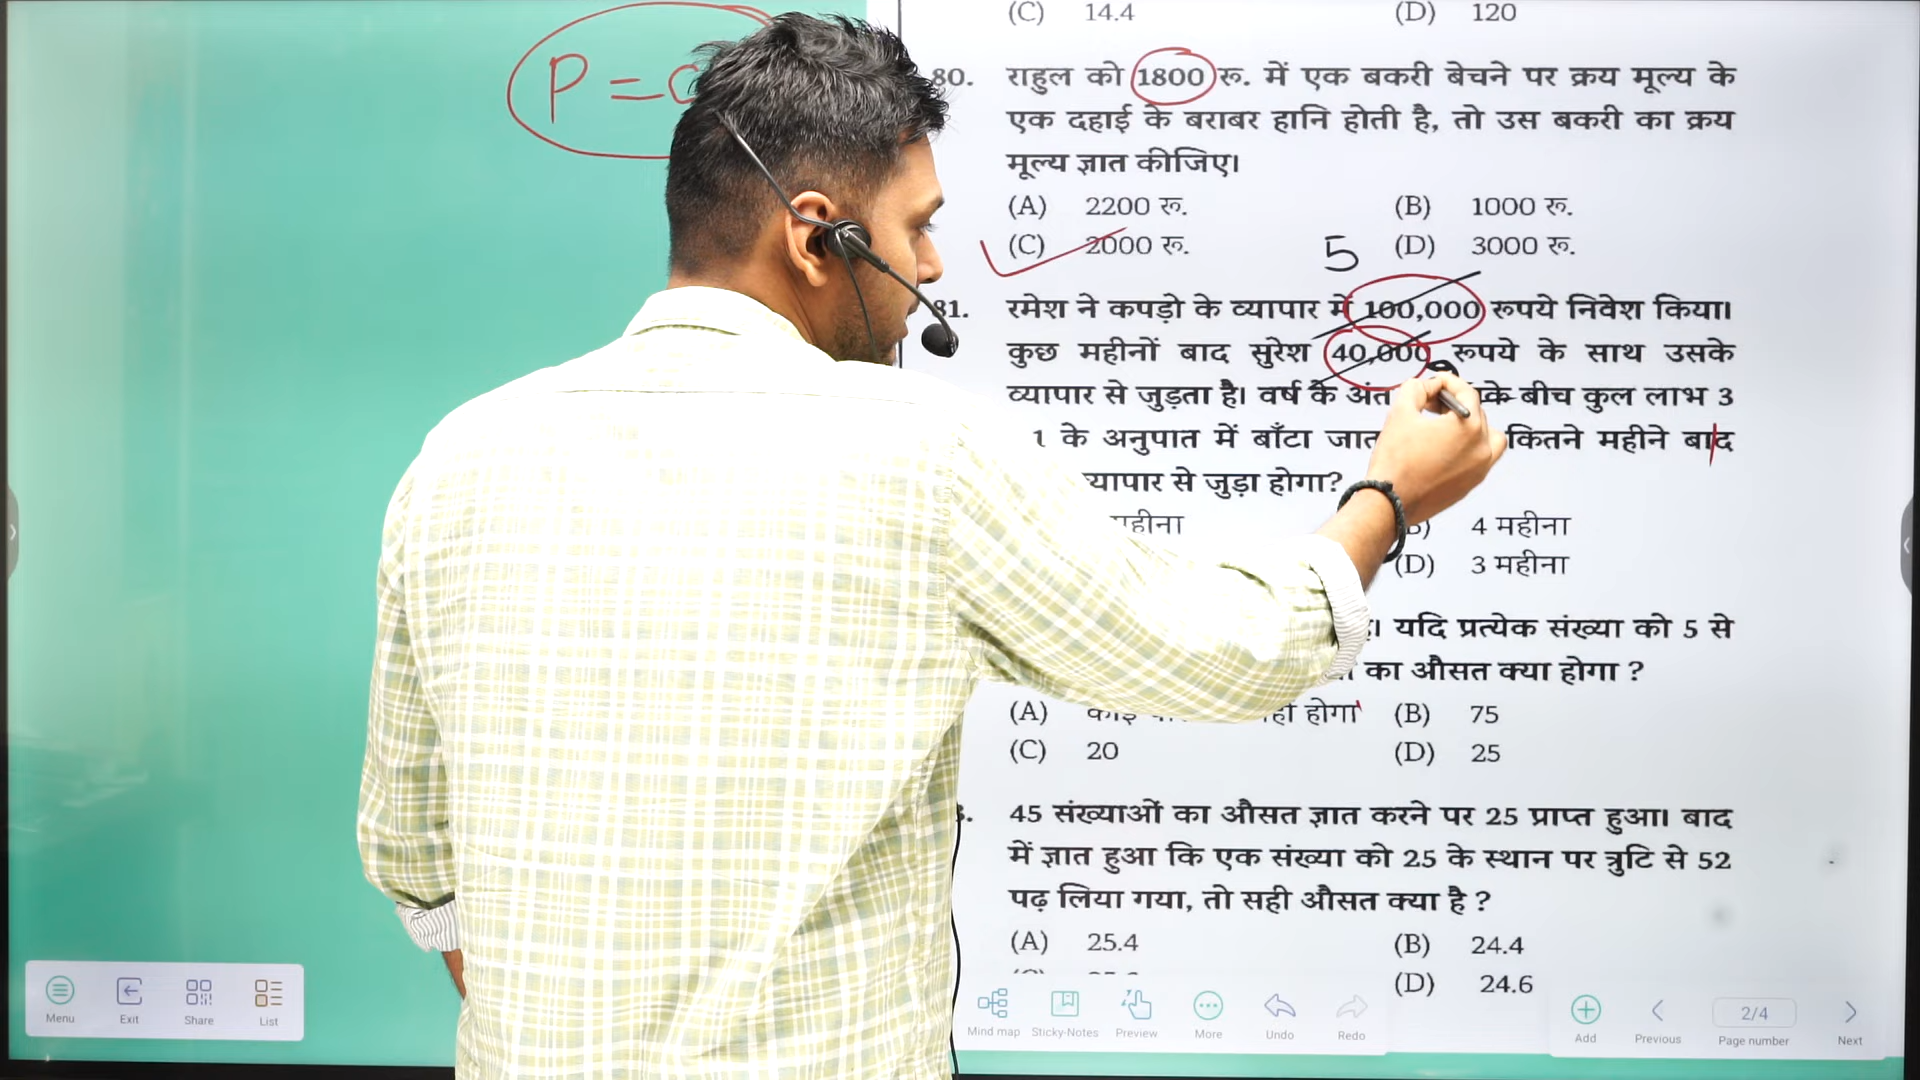 P =
(C) 14.4 (D) 120
80. राहुल को 1800 रू. में एक बकरी बेचने पर क्रय मूल्य के
एक दहाई के बराबर हानि होती है, तो उस बकरी का क्रय
मूल्य ज्ञात कीजिए।
(A) 2200 रू. (B) 1000 रू.
(C) 2000 रू. (D) 3000 रू.
5
81. रमेश ने कपड़ो के व्यापार में 100,000 रूपये निवेश किया।
कुछ महीनों बाद सुरेश 40,000 रूपये के साथ उसके
व्यापार से जुड़ता है। वर्ष के अंत के बीच कुल लाभ 3
1 के अनुपात में बाँटा जात कितने महीने बाद
व्यापार से जुड़ा होगा?
महीना (B) 4 महीना
(D) 3 महीना
है। यदि प्रत्येक संख्या को 5 से
का औसत क्या होगा ?
(A) होगा (B) 75
(C) 20 (D) 25
45 संख्याओं का औसत ज्ञात करने पर 25 प्राप्त हुआ। बाद
में ज्ञात हुआ कि एक संख्या को 25 के स्थान पर त्रुटि से 52
पढ़ लिया गया, तो सही औसत क्या है ?
(A) 25.4 (B) 24.4
(D) 24.6
Menu Exit Share List
Mind map Sticky-Notes Preview More Undo Redo
Add Previous 2/4 Page number Next